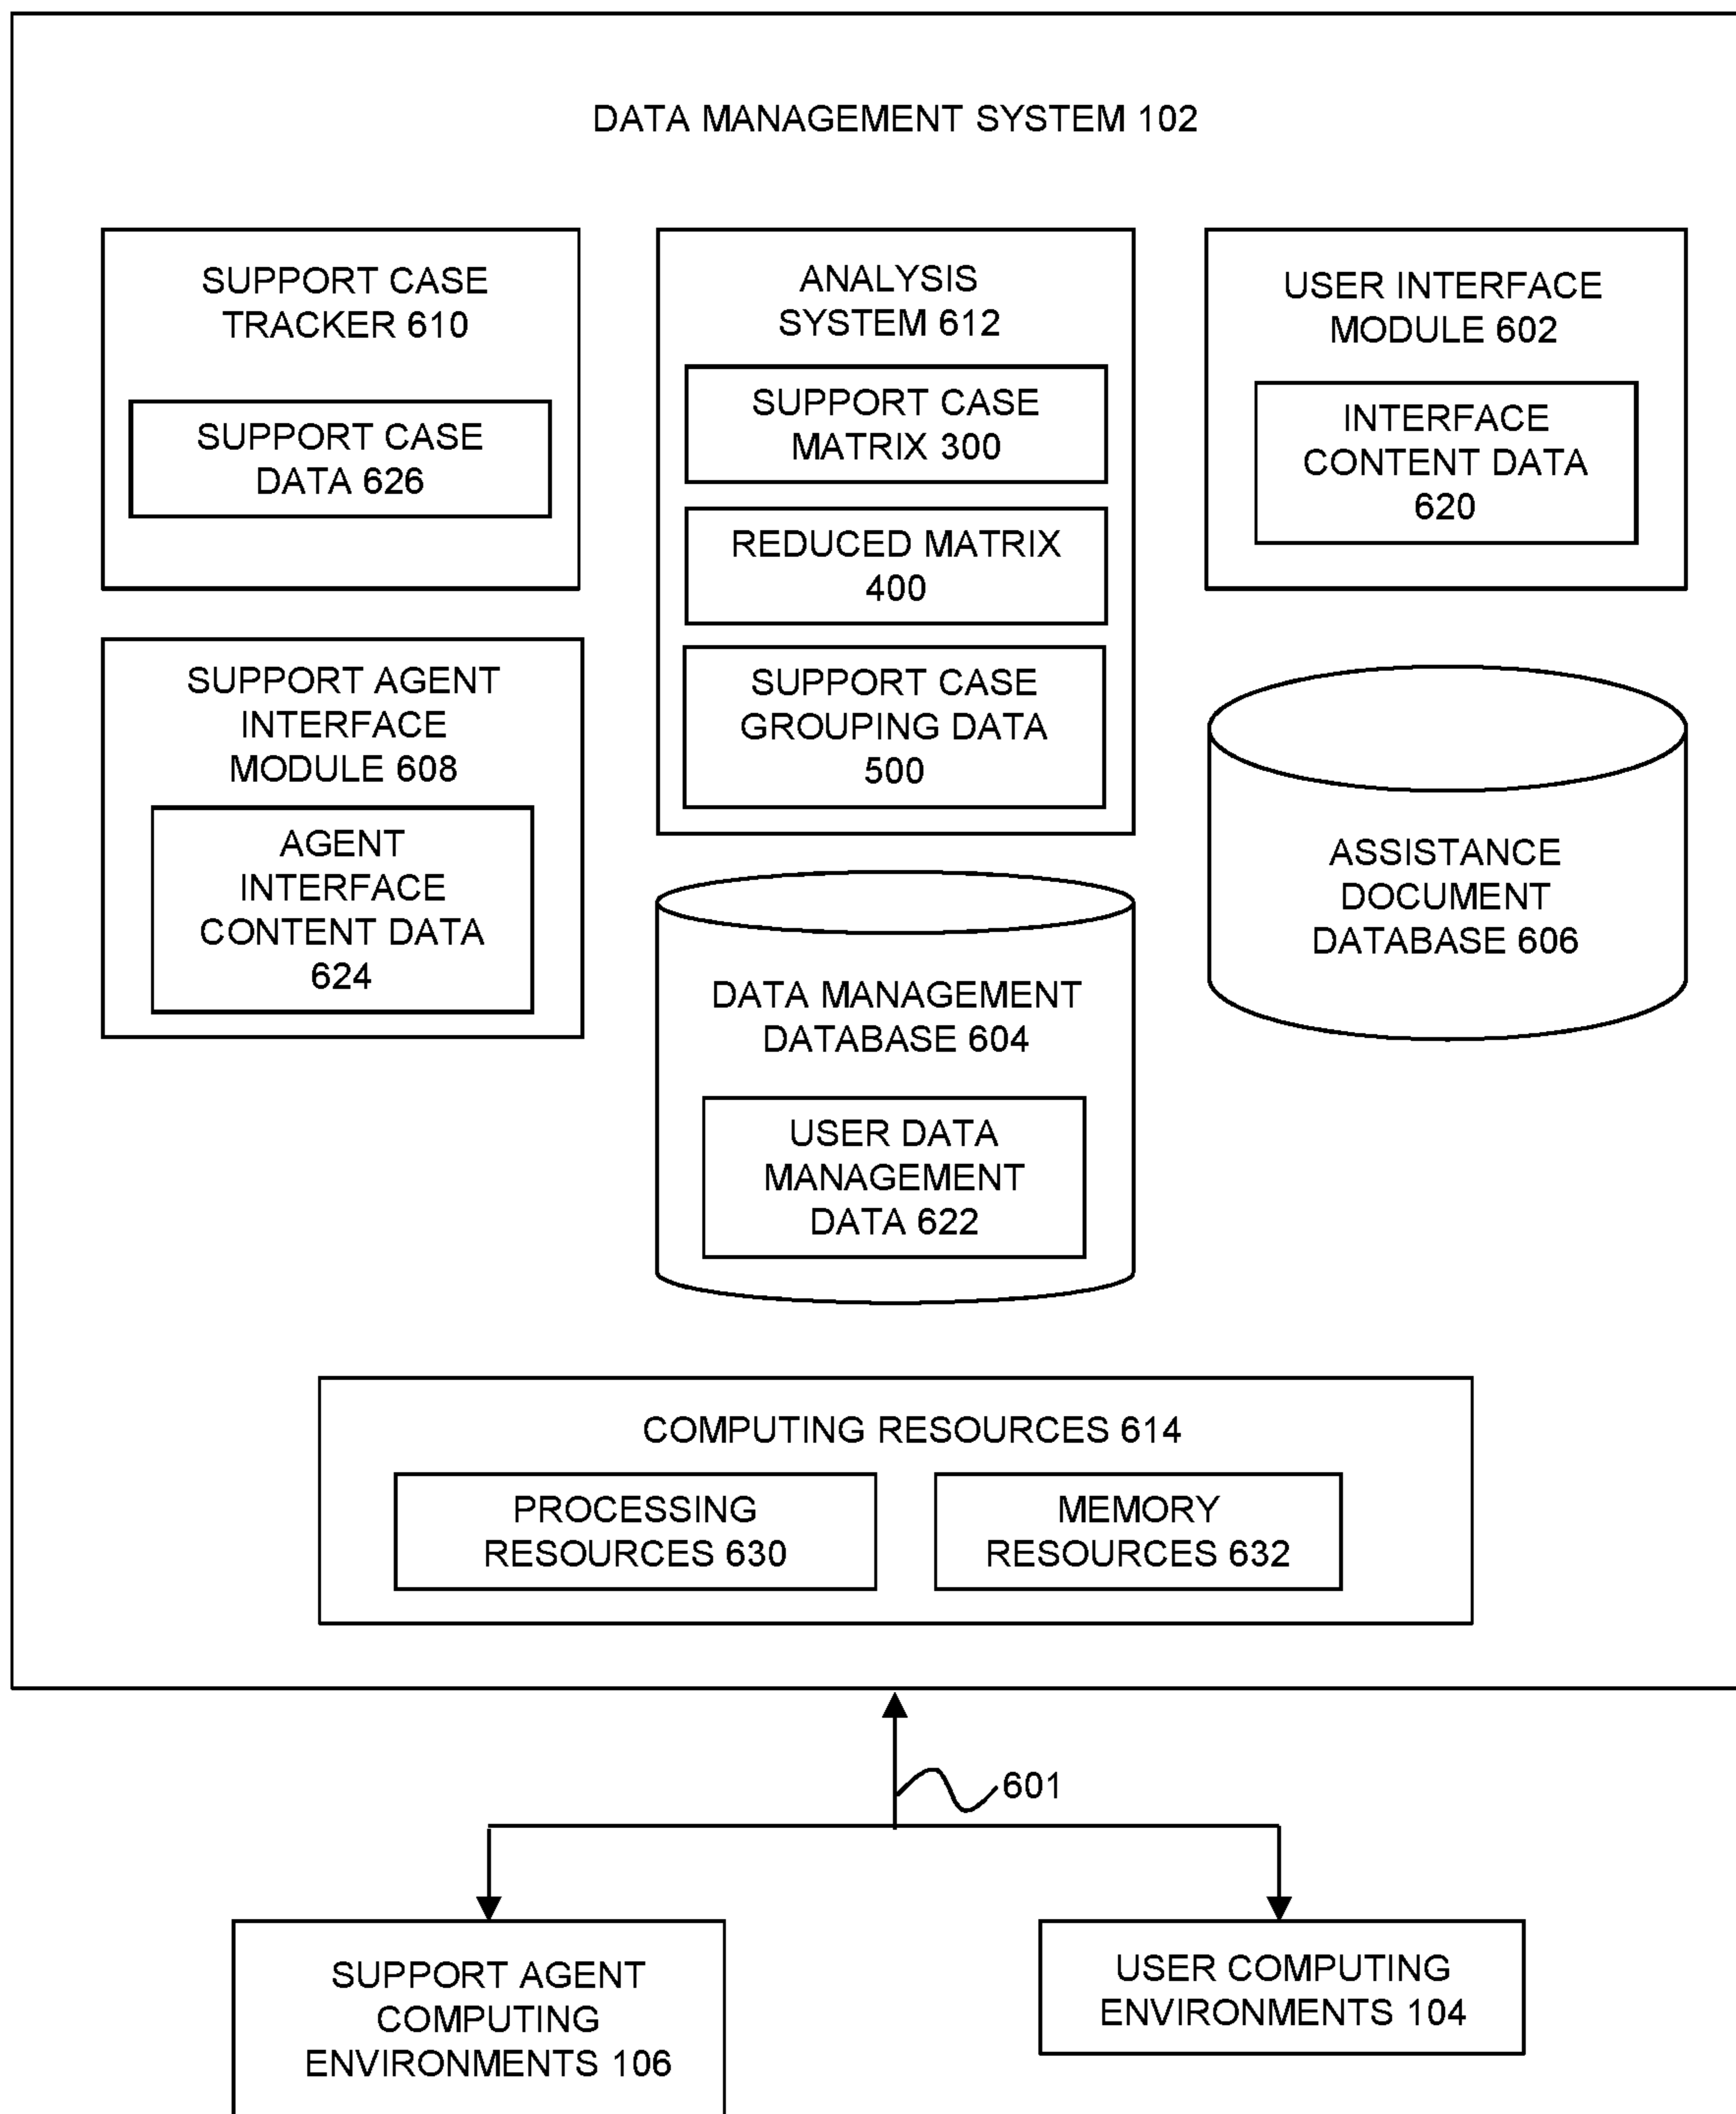 DATA MANAGEMENT SYSTEM 102
SUPPORT CASE
TRACKER 610
SUPPORT CASE
DATA 626
ANALYSIS
SYSTEM 612
SUPPORT CASE
MATRIX 300
REDUCED MATRIX
400
SUPPORT CASE
GROUPING DATA
500
USER INTERFACE
MODULE 602
INTERFACE
CONTENT DATA
620
SUPPORT AGENT
INTERFACE
MODULE 608
AGENT
INTERFACE
CONTENT DATA
624
DATA MANAGEMENT
DATABASE 604
USER DATA
MANAGEMENT
DATA 622
ASSISTANCE
DOCUMENT
DATABASE 606
COMPUTING RESOURCES 614
PROCESSING
RESOURCES 630
MEMORY
RESOURCES 632
601
SUPPORT AGENT
COMPUTING
ENVIRONMENTS 106
USER COMPUTING
ENVIRONMENTS 104